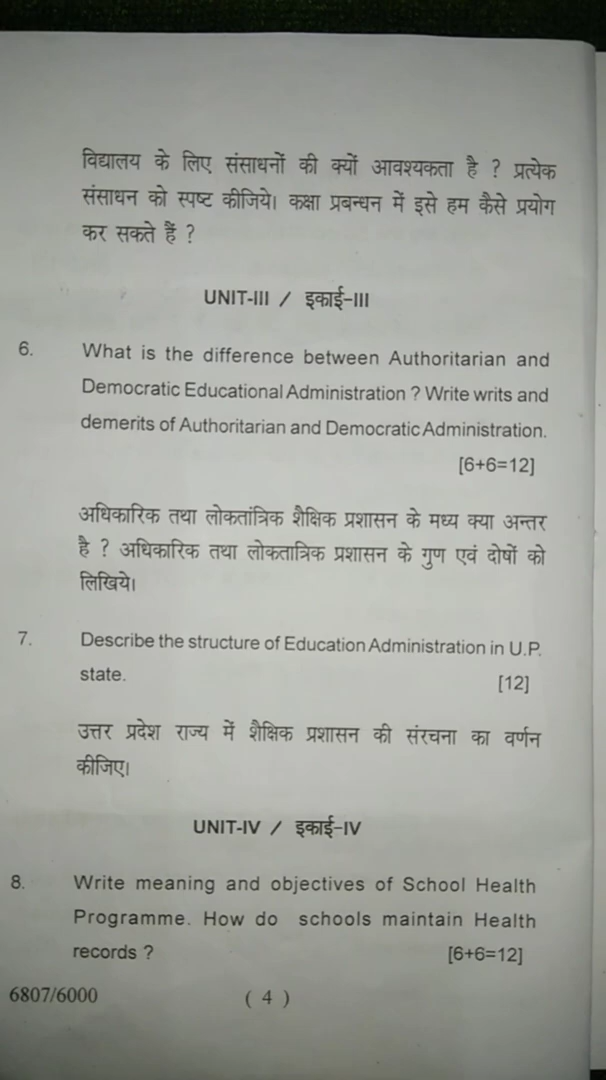 विद्यालय के लिए संसाधनों की क्यों आवश्यकता है ? प्रत्येक
संसाधन को स्पष्ट कीजिये। कक्षा प्रबन्धन में इसे हम कैसे प्रयोग
कर सकते हैं ?
UNIT-III / इकाई-III
6. What is the difference between Authoritarian and
Democratic Educational Administration ? Write writs and
demerits of Authoritarian and Democratic Administration.
[6+6=12]
अधिकारिक तथा लोकतांत्रिक शैक्षिक प्रशासन के मध्य क्या अन्तर
है ? अधिकारिक तथा लोकतात्रिक प्रशासन के गुण एवं दोषों को
लिखिये।
7. Describe the structure of Education Administration in U.P.
state. [12]
उत्तर प्रदेश राज्य में शैक्षिक प्रशासन की संरचना का वर्णन
कीजिए।
UNIT-IV / इकाई-IV
8. Write meaning and objectives of School Health
Programme. How do schools maintain Health
records ? [6+6=12]
6807/6000 ( 4 )